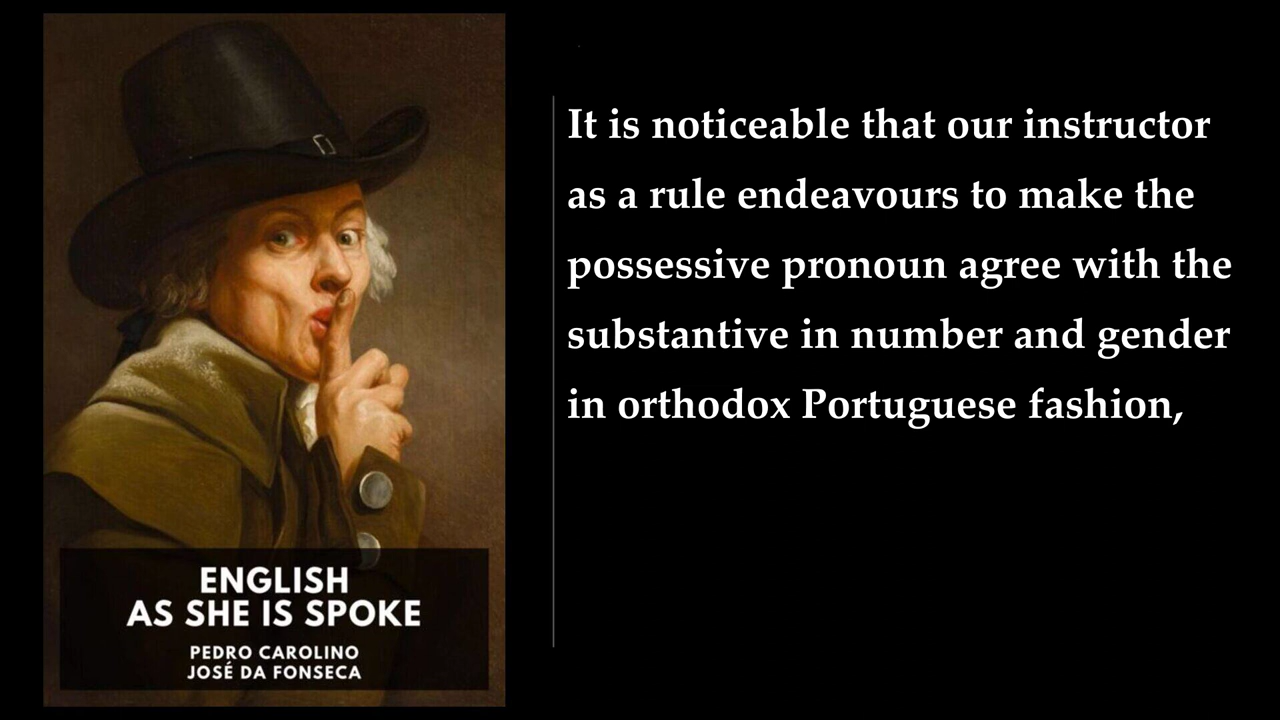 ENGLISH
AS SHE IS SPOKE
PEDRO CAROLINO
JOSÉ DA FONSECA
It is noticeable that our instructor
as a rule endeavours to make the
possessive pronoun agree with the
substantive in number and gender
in orthodox Portuguese fashion,